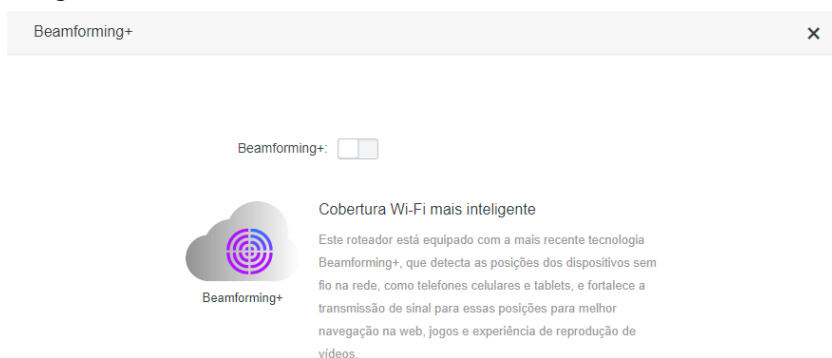 Beamforming+
Beamforming+:
Cobertura Wi-Fi mais inteligente
Este roteador está equipado com a mais recente tecnologia
Beamforming+, que detecta as posições dos dispositivos sem
fio na rede, como telefones celulares e tablets, e fortalece a
transmissão de sinal para essas posições para melhor
navegação na web, jogos e experiência de reprodução de
vídeos.
Beamforming+